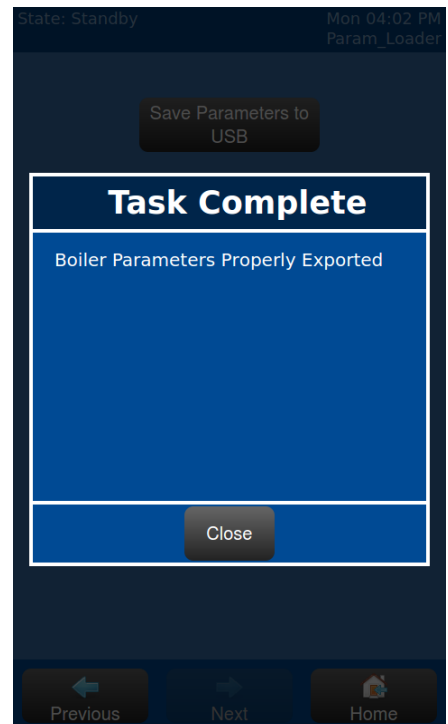 State: Standby
Mon 04:02 PM
Param_Loader
Save Parameters to
USB
Task Complete
Boiler Parameters Properly Exported
Close
Previous
Next
Home